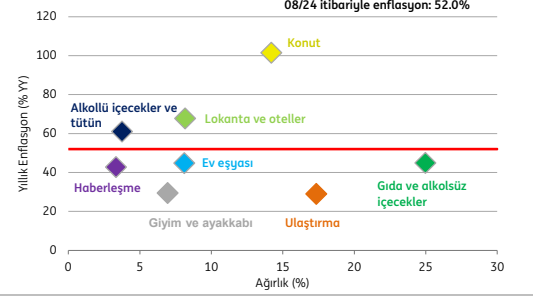 08/24 itibariyle enflasyon: 52.0%
120
100
80
60
40
20
0
Yıllık Enflasyon (% YY)
Konut
Alkollü içecekler ve
tütün
Lokanta ve oteller
Haberleşme
Ev eşyası
Gıda ve alkolsüz
içecekler
Giyim ve ayakkabı
Ulaştırma
0
5
10
15
20
25
30
Ağırlık (%)